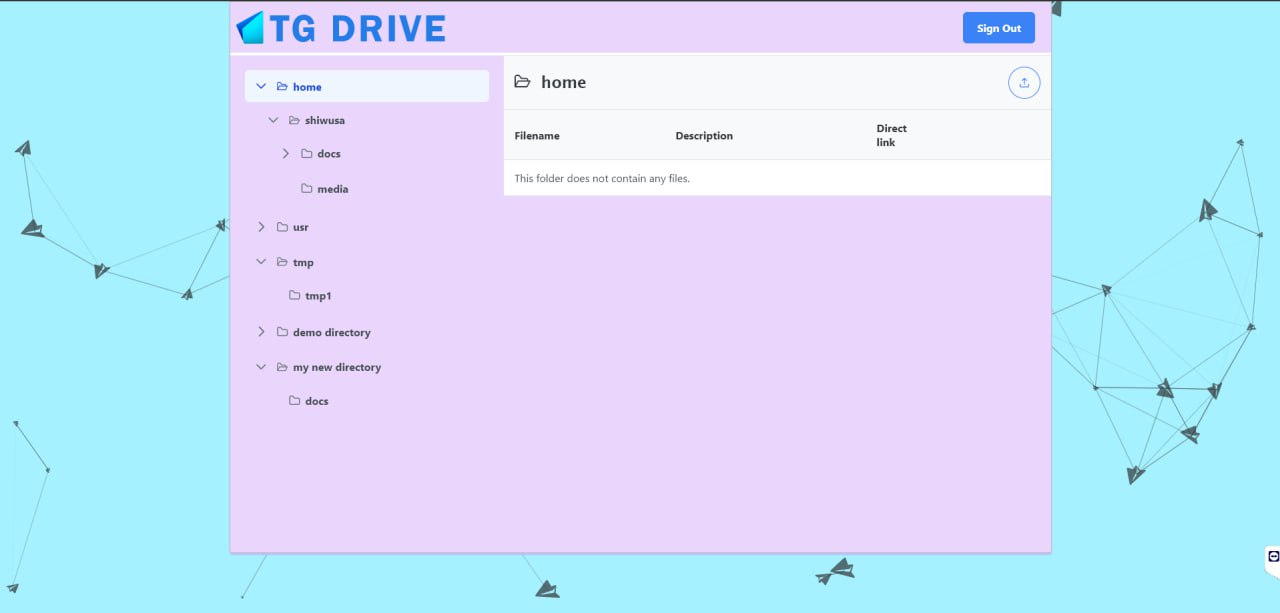 TG DRIVE
Sign Out
home
shiwusa
docs
media
usr
tmp
tmp1
demo directory
my new directory
docs
home
Filename Description Direct
link
This folder does not contain any files.